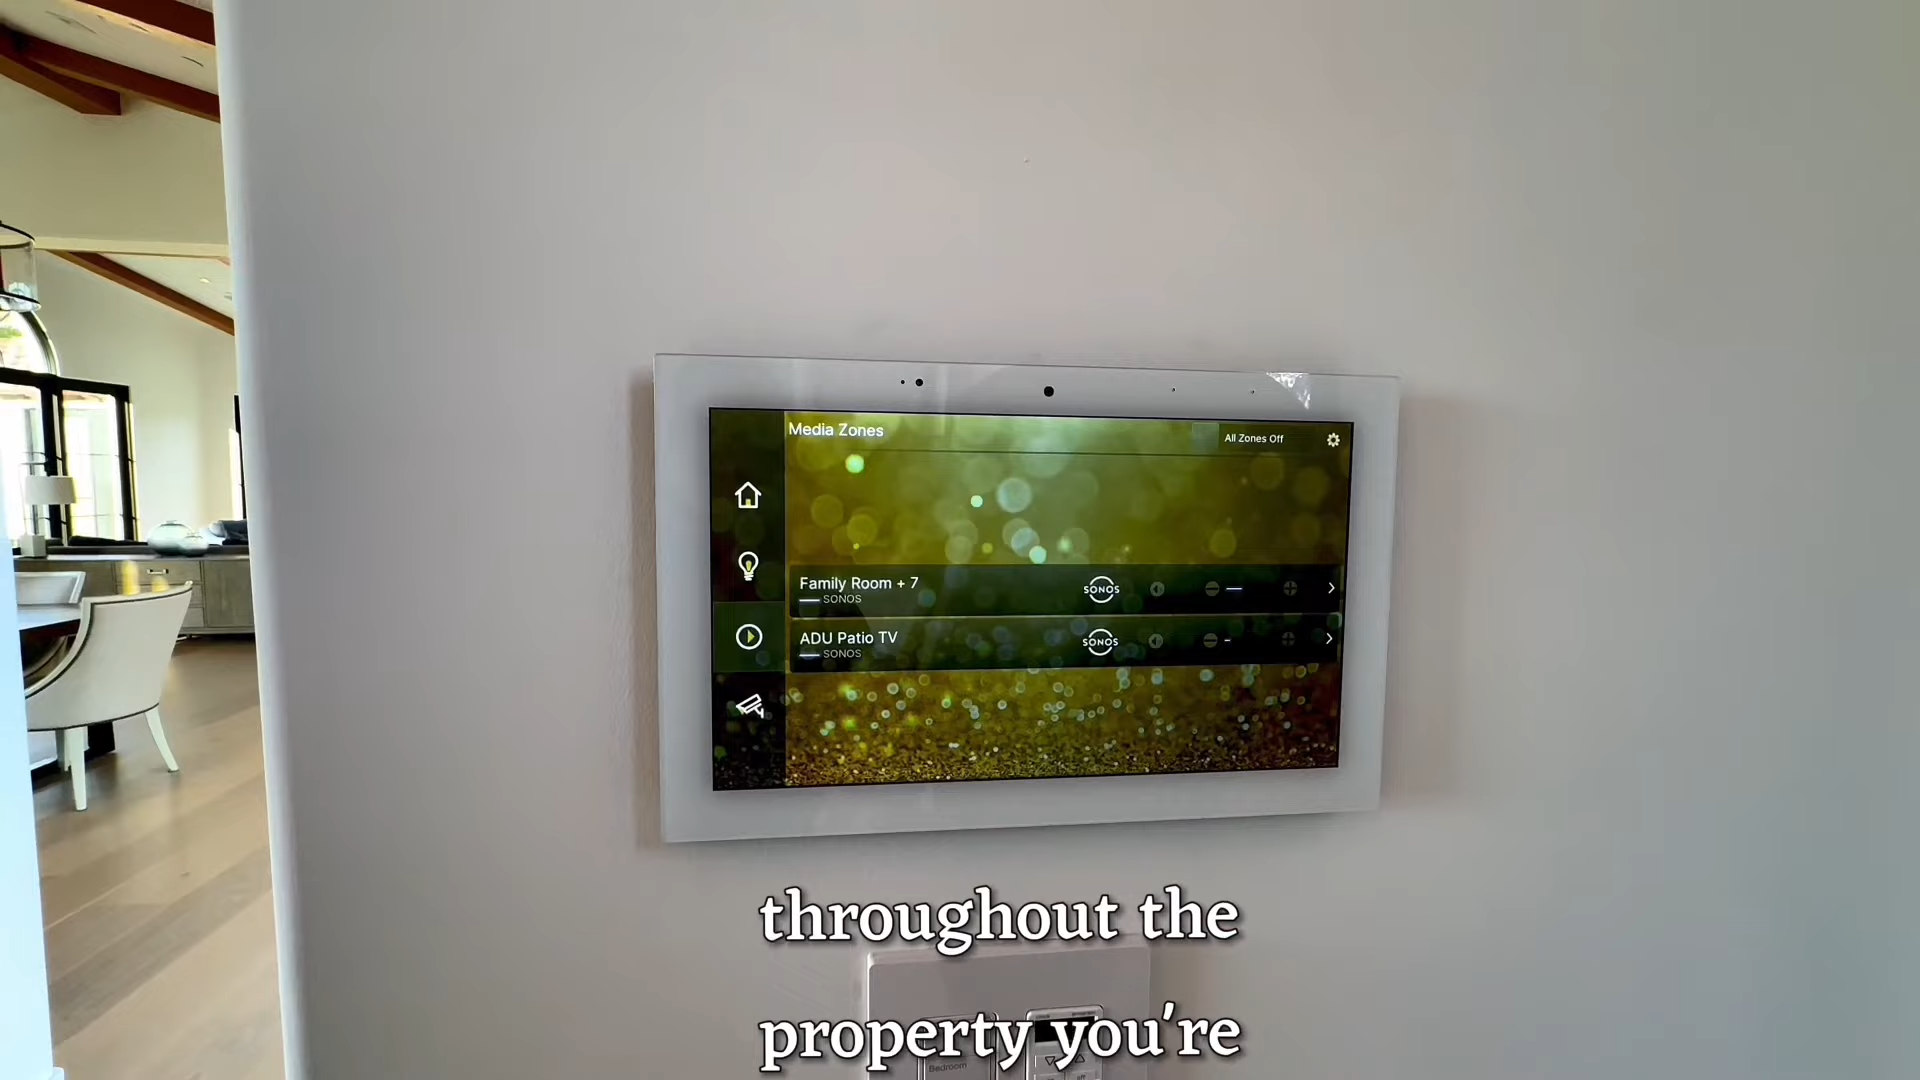 Media Zones
All Zones Off
Family Room + 7
SONOS
SONOS
ADU Patio TV
SONOS
SONOS
throughout the
property you're
Bedroom